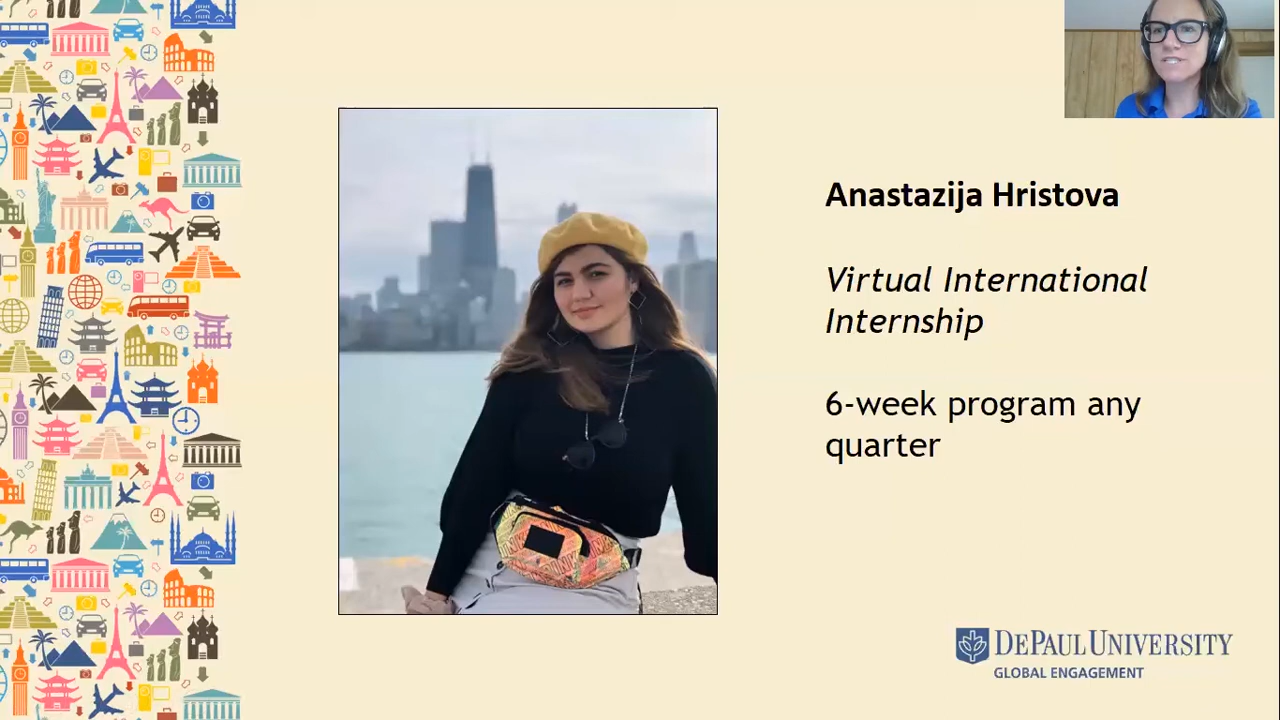 Anastazija Hristova
Virtual International
Internship
6-week program any
quarter
DEPAUL UNIVERSITY
GLOBAL ENGAGEMENT